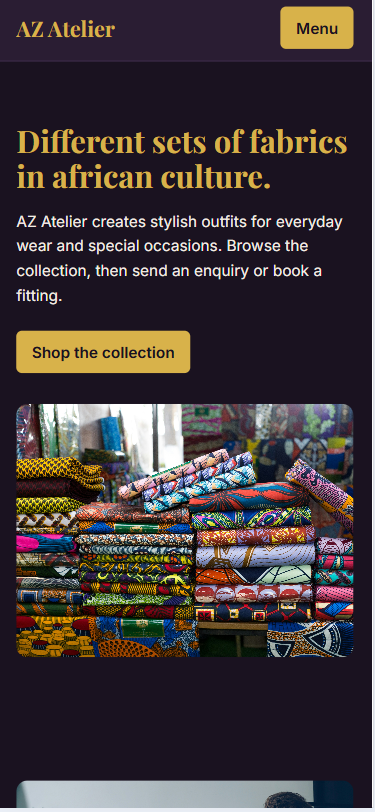 AZ Atelier
Menu
Different sets of fabrics
in african culture.
AZ Atelier creates stylish outfits for everyday
wear and special occasions. Browse the
collection, then send an enquiry or book a
fitting.
Shop the collection